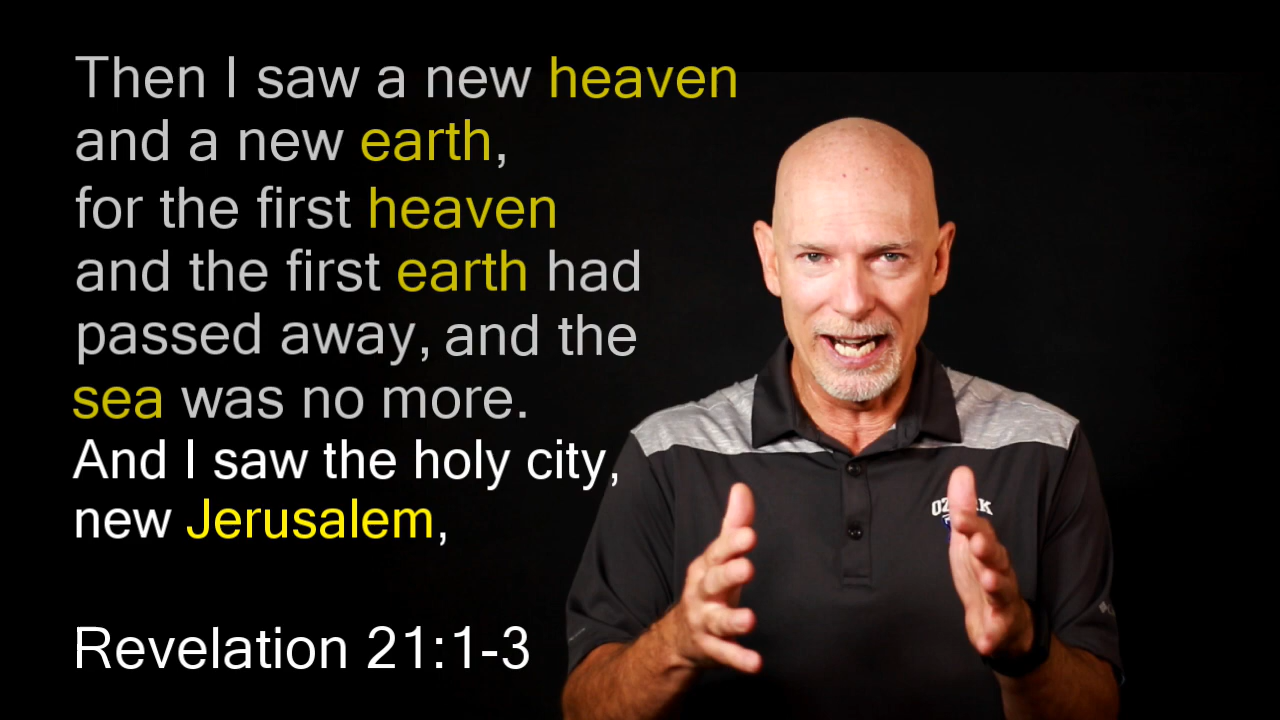 Then I saw a new heaven
and a new earth,
for the first heaven
and the first earth had
passed away, and the
sea was no more.
And I saw the holy city,
new Jerusalem,
Revelation 21:1-3